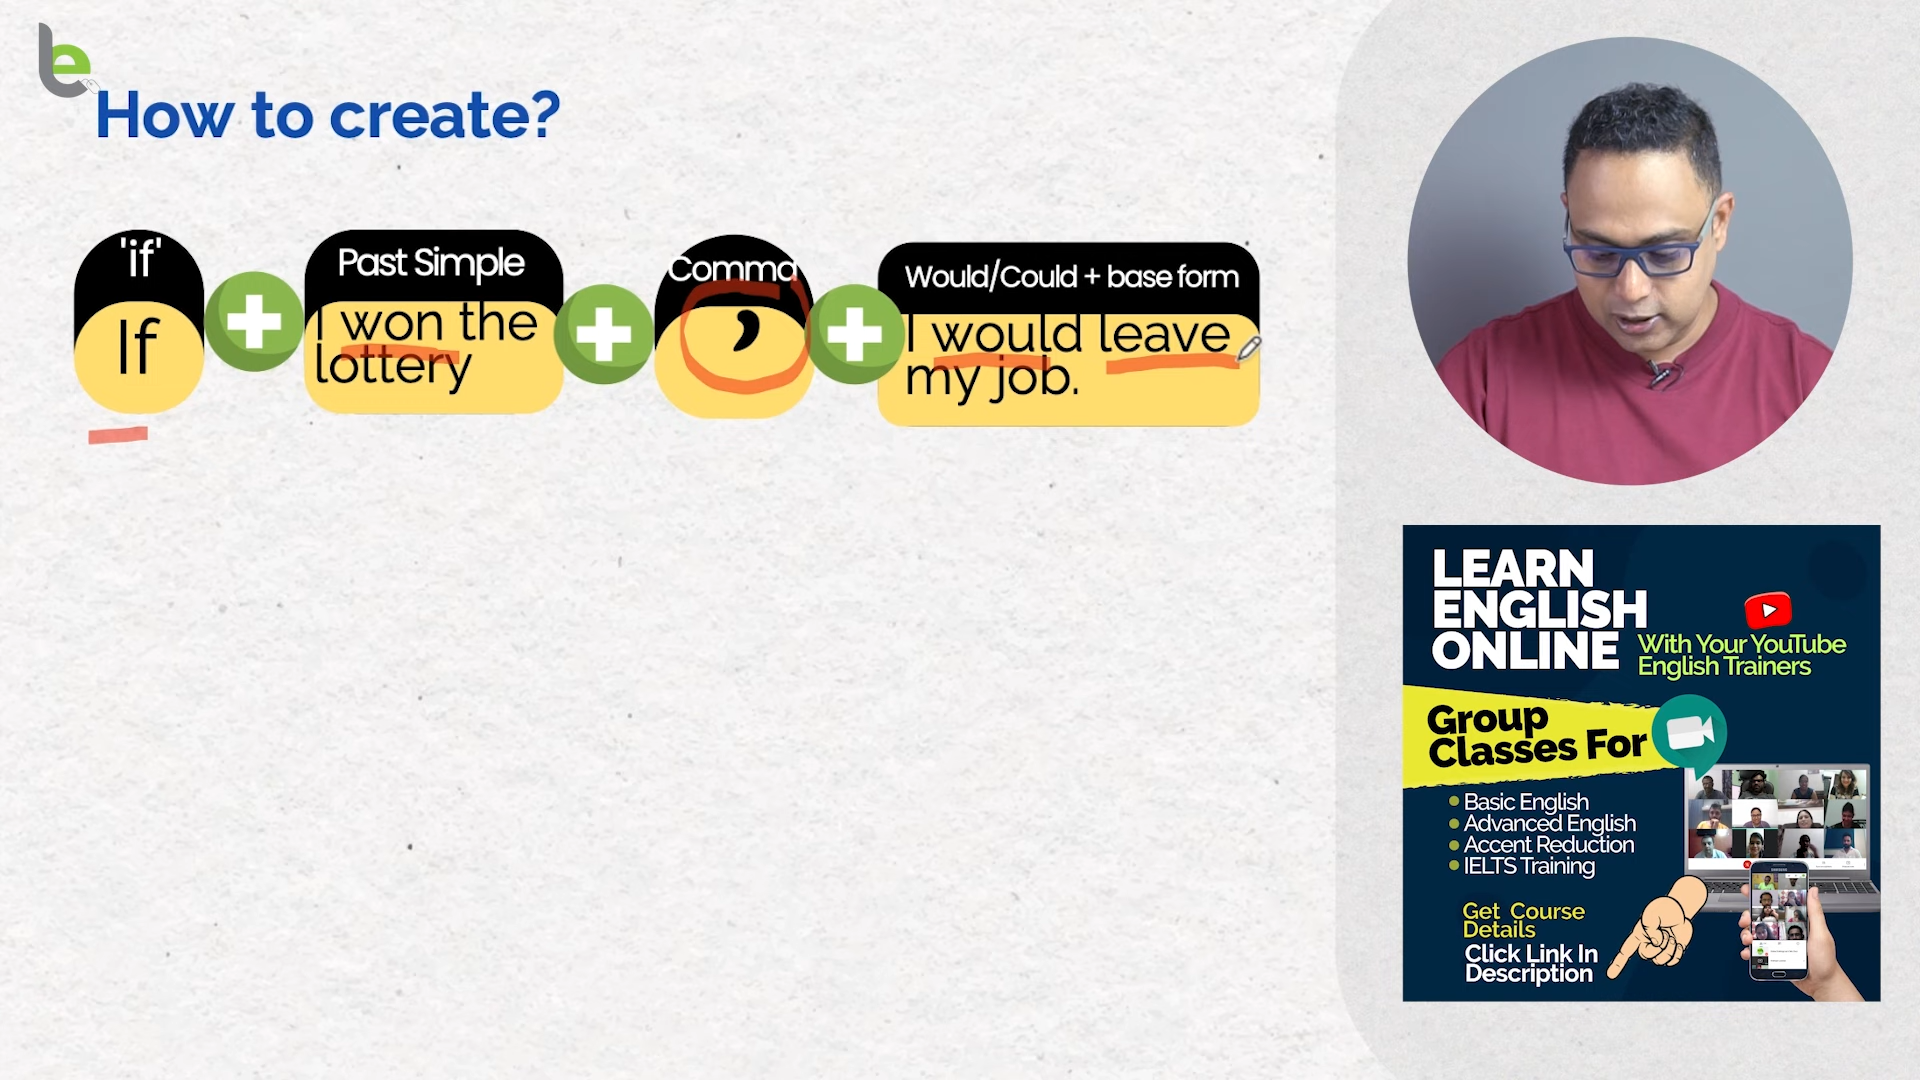 How to create?
'if'
If
Past Simple
I won the
lottery
Comma
,
Would/Could + base form
I would leave
my job.
LEARN
ENGLISH
ONLINE
With Your YouTube
English Trainers
Group
Classes For
Basic English
Advanced English
Accent Reduction
IELTS Training
Get Course
Details
Click Link In
Description